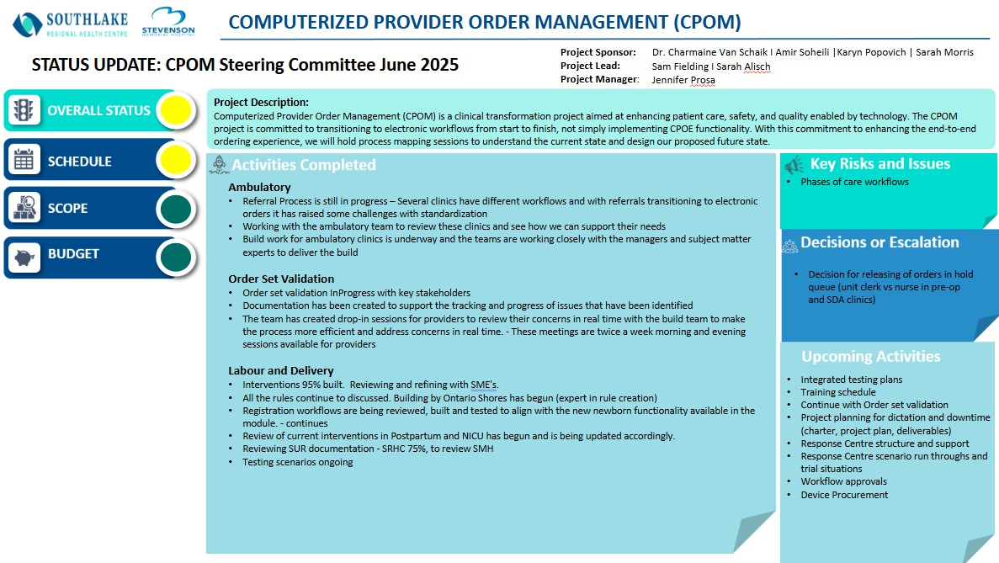 SOUTHLAKE
REGIONAL HEALTH CENTRE
STEVENSON
MEMORIAL HOSPITAL
COMPUTERIZED PROVIDER ORDER MANAGEMENT (CPOM)
STATUS UPDATE: CPOM Steering Committee June 2025
Project Sponsor: Dr. Charmaine Van Schaik I Amir Soheili |Karyn Popovich | Sarah Morris
Project Lead: Sam Fielding I Sarah Alisch
Project Manager: Jennifer Prosa
OVERALL STATUS
SCHEDULE
SCOPE
BUDGET
Project Description:
Computerized Provider Order Management (CPOM) is a clinical transformation project aimed at enhancing patient care, safety, and quality enabled by technology. The CPOM
project is committed to transitioning to electronic workflows from start to finish, not simply implementing CPOE functionality. With this commitment to enhancing the end-to-end
ordering experience, we will hold process mapping sessions to understand the current state and design our proposed future state.
Activities Completed
Ambulatory
• Referral Process is still in progress – Several clinics have different workflows and with referrals transitioning to electronic
orders it has raised some challenges with standardization
• Working with the ambulatory team to review these clinics and see how we can support their needs
• Build work for ambulatory clinics is underway and the teams are working closely with the managers and subject matter
experts to deliver the build
Order Set Validation
• Order set validation InProgress with key stakeholders
• Documentation has been created to support the tracking and progress of issues that have been identified
• The team has created drop-in sessions for providers to review their concerns in real time with the build team to make
the process more efficient and address concerns in real time. - These meetings are twice a week morning and evening
sessions available for providers
Labour and Delivery
• Interventions 95% built. Reviewing and refining with SME's.
• All the rules continue to discussed. Building by Ontario Shores has begun (expert in rule creation)
• Registration workflows are being reviewed, built and tested to align with the new newborn functionality available in the
module. - continues
• Review of current interventions in Postpartum and NICU has begun and is being updated accordingly.
• Reviewing SUR documentation - SRHC 75%, to review SMH
• Testing scenarios ongoing
Key Risks and Issues
• Phases of care workflows
Decisions or Escalation
• Decision for releasing of orders in hold
queue (unit clerk vs nurse in pre-op
and SDA clinics)
Upcoming Activities
• Integrated testing plans
• Training schedule
• Continue with Order set validation
• Project planning for dictation and downtime
(charter, project plan, deliverables)
• Response Centre structure and support
• Response Centre scenario run throughs and
trial situations
• Workflow approvals
• Device Procurement